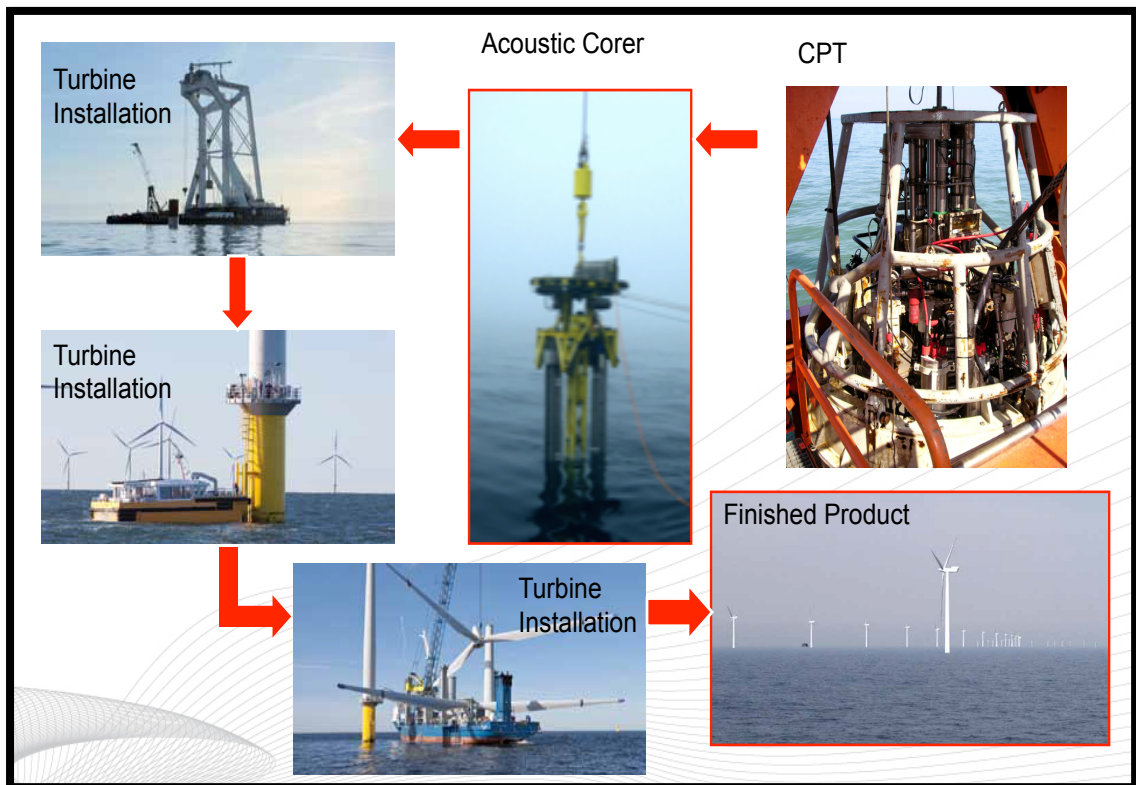 Acoustic Corer
CPT
Turbine
Installation
Turbine
Installation
Turbine
Installation
Finished Product